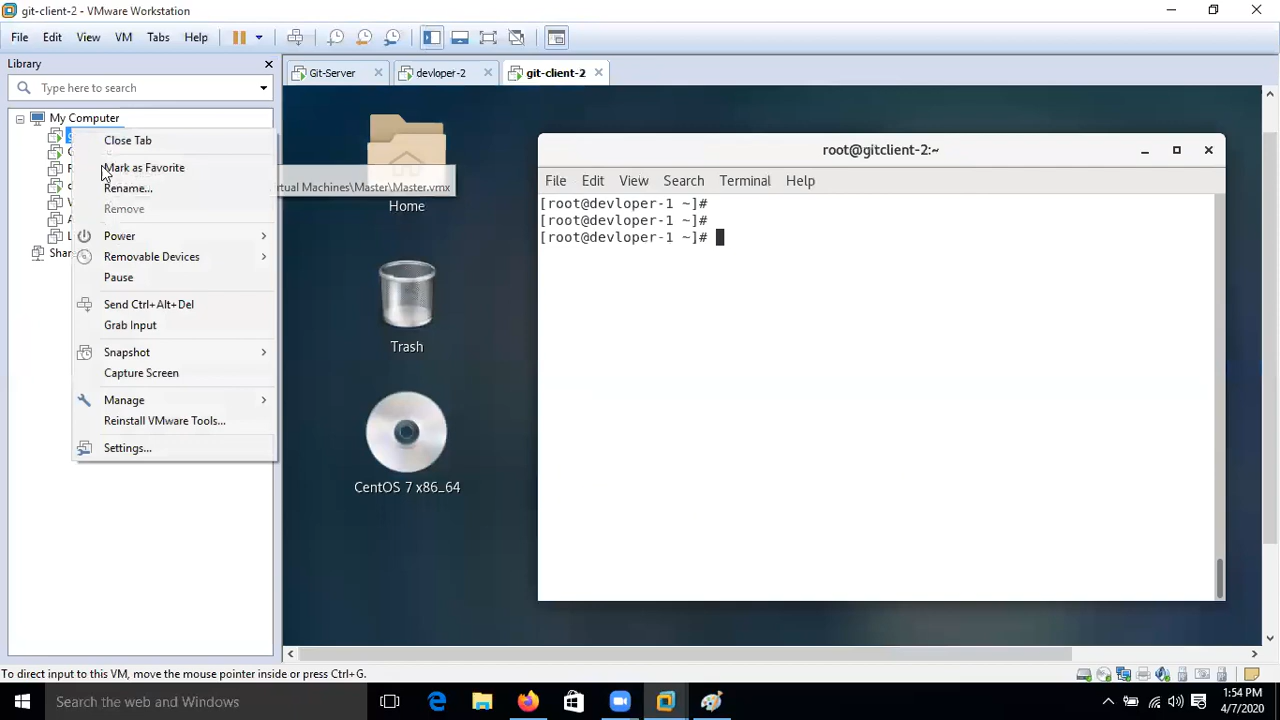 git-client-2 - VMware Workstation
File Edit View VM Tabs Help
Library
Type here to search
My Computer
Shar
Close Tab
Mark as Favorite
Rename...
Remove
Power
Removable Devices
Pause
Send Ctrl+Alt+Del
Grab Input
Snapshot
Capture Screen
Manage
Reinstall VMware Tools...
Settings...
rtual Machines\Master\Master.vmx
Git-Server devloper-2 git-client-2
Home
Trash
CentOS 7 x86_64
root@gitclient-2:~
File Edit View Search Terminal Help
[root@devloper-1 ~]#
[root@devloper-1 ~]#
[root@devloper-1 ~]#
To direct input to this VM, move the mouse pointer inside or press Ctrl+G.
Search the web and Windows
1:54 PM
4/7/2020